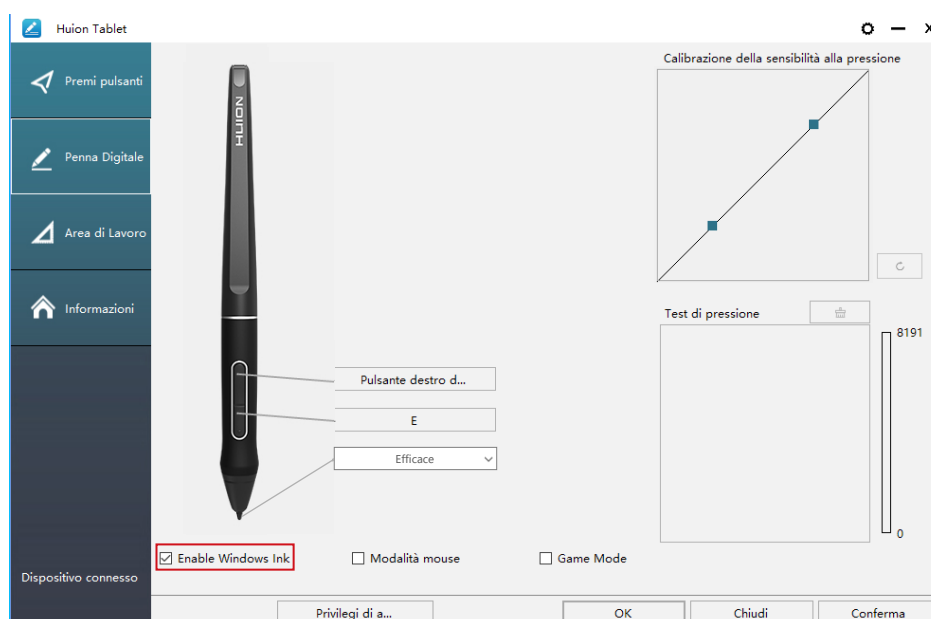 Huion Tablet
Premi pulsanti
Penna Digitale
Area di Lavoro
Informazioni
Dispositivo connesso
HUION
Pulsante destro d...
E
Efficace
Enable Windows Ink
Modalità mouse
Game Mode
Calibrazione della sensibilità alla pressione
Test di pressione
8191
0
Privilegi di a...
OK
Chiudi
Conferma